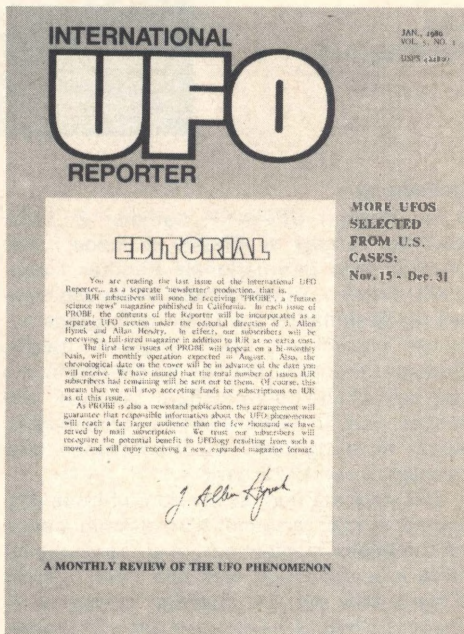 INTERNATIONAL
UFO
REPORTER
JAN., 1980
VOL. 5, NO. 1
USPS
EDITORIAL
You are reading the last issue of the International UFO
Reporter... as a separate "newsletter" production, that is.
IUR subscribers will soon be receiving "PROBE", a "future
science news" magazine published in California. In each issue of
PROBE, the contents of the Reporter will be incorporated as a
separate UFO section under the editorial direction of J. Allen
Hynek and Allan Hendry. In effect, our subscribers will be
receiving a full-sized magazine in addition to IUR at no extra cost.
The first few issues of PROBE will appear on a bi-monthly
basis, with monthly operation expected in August. Also, the
chronological date on the cover will be in advance of the date you
will receive. We have insured that the total number of issues IUR
subscribers had remaining will be sent out to them. Of course, this
means that we will stop accepting funds for subscriptions to IUR
as of this issue.
As PROBE is also a newsstand publication, this arrangement will
guarantee that responsible information about the UFO phenomenon
will reach a far larger audience than the few thousand we have
served by mail subscription. We trust our subscribers will
recognize the potential benefit to UFOlogy resulting from such a
move, and will enjoy receiving a new, expanded magazine format.
J. Allen Hynek
MORE UFOS
SELECTED
FROM U.S.
CASES:
Nov. 15 - Dec. 31
A MONTHLY REVIEW OF THE UFO PHENOMENON